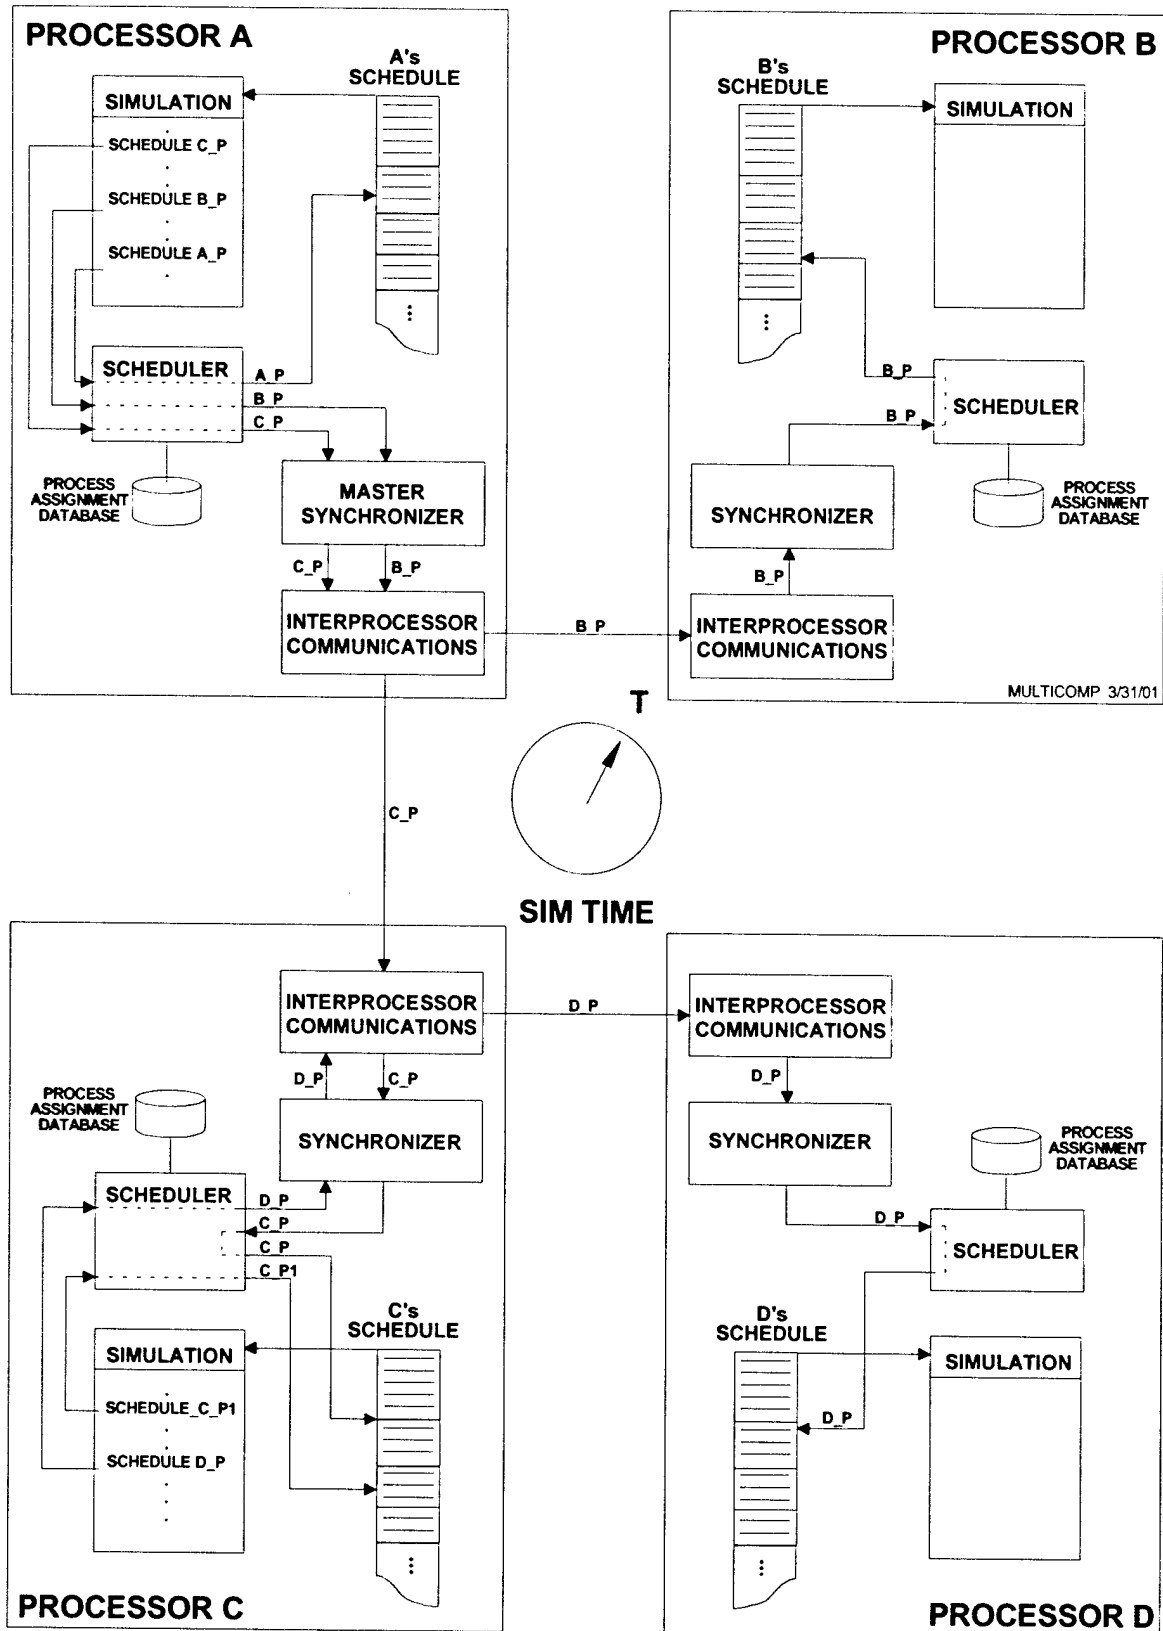 PROCESSOR A
A's
SCHEDULE
SIMULATION
SCHEDULE C_P
SCHEDULE B_P
SCHEDULE A_P
SCHEDULER
A_P
B_P
C_P
PROCESS
ASSIGNMENT
DATABASE
MASTER
SYNCHRONIZER
C_P
B_P
INTERPROCESSOR
COMMUNICATIONS
B_P
C_P
PROCESSOR B
B's
SCHEDULE
SIMULATION
B_P
B_P
SCHEDULER
PROCESS
ASSIGNMENT
DATABASE
SYNCHRONIZER
B_P
INTERPROCESSOR
COMMUNICATIONS
MULTICOMP 3/31/01
T
SIM TIME
INTERPROCESSOR
COMMUNICATIONS
D_P
D_P
C_P
PROCESS
ASSIGNMENT
DATABASE
SYNCHRONIZER
SCHEDULER
D_P
C_P
C_P
C_P1
C's
SCHEDULE
SIMULATION
SCHEDULE_C_P1
SCHEDULE D_P
PROCESSOR C
INTERPROCESSOR
COMMUNICATIONS
D_P
SYNCHRONIZER
PROCESS
ASSIGNMENT
DATABASE
D_P
SCHEDULER
D's
SCHEDULE
SIMULATION
D_P
PROCESSOR D